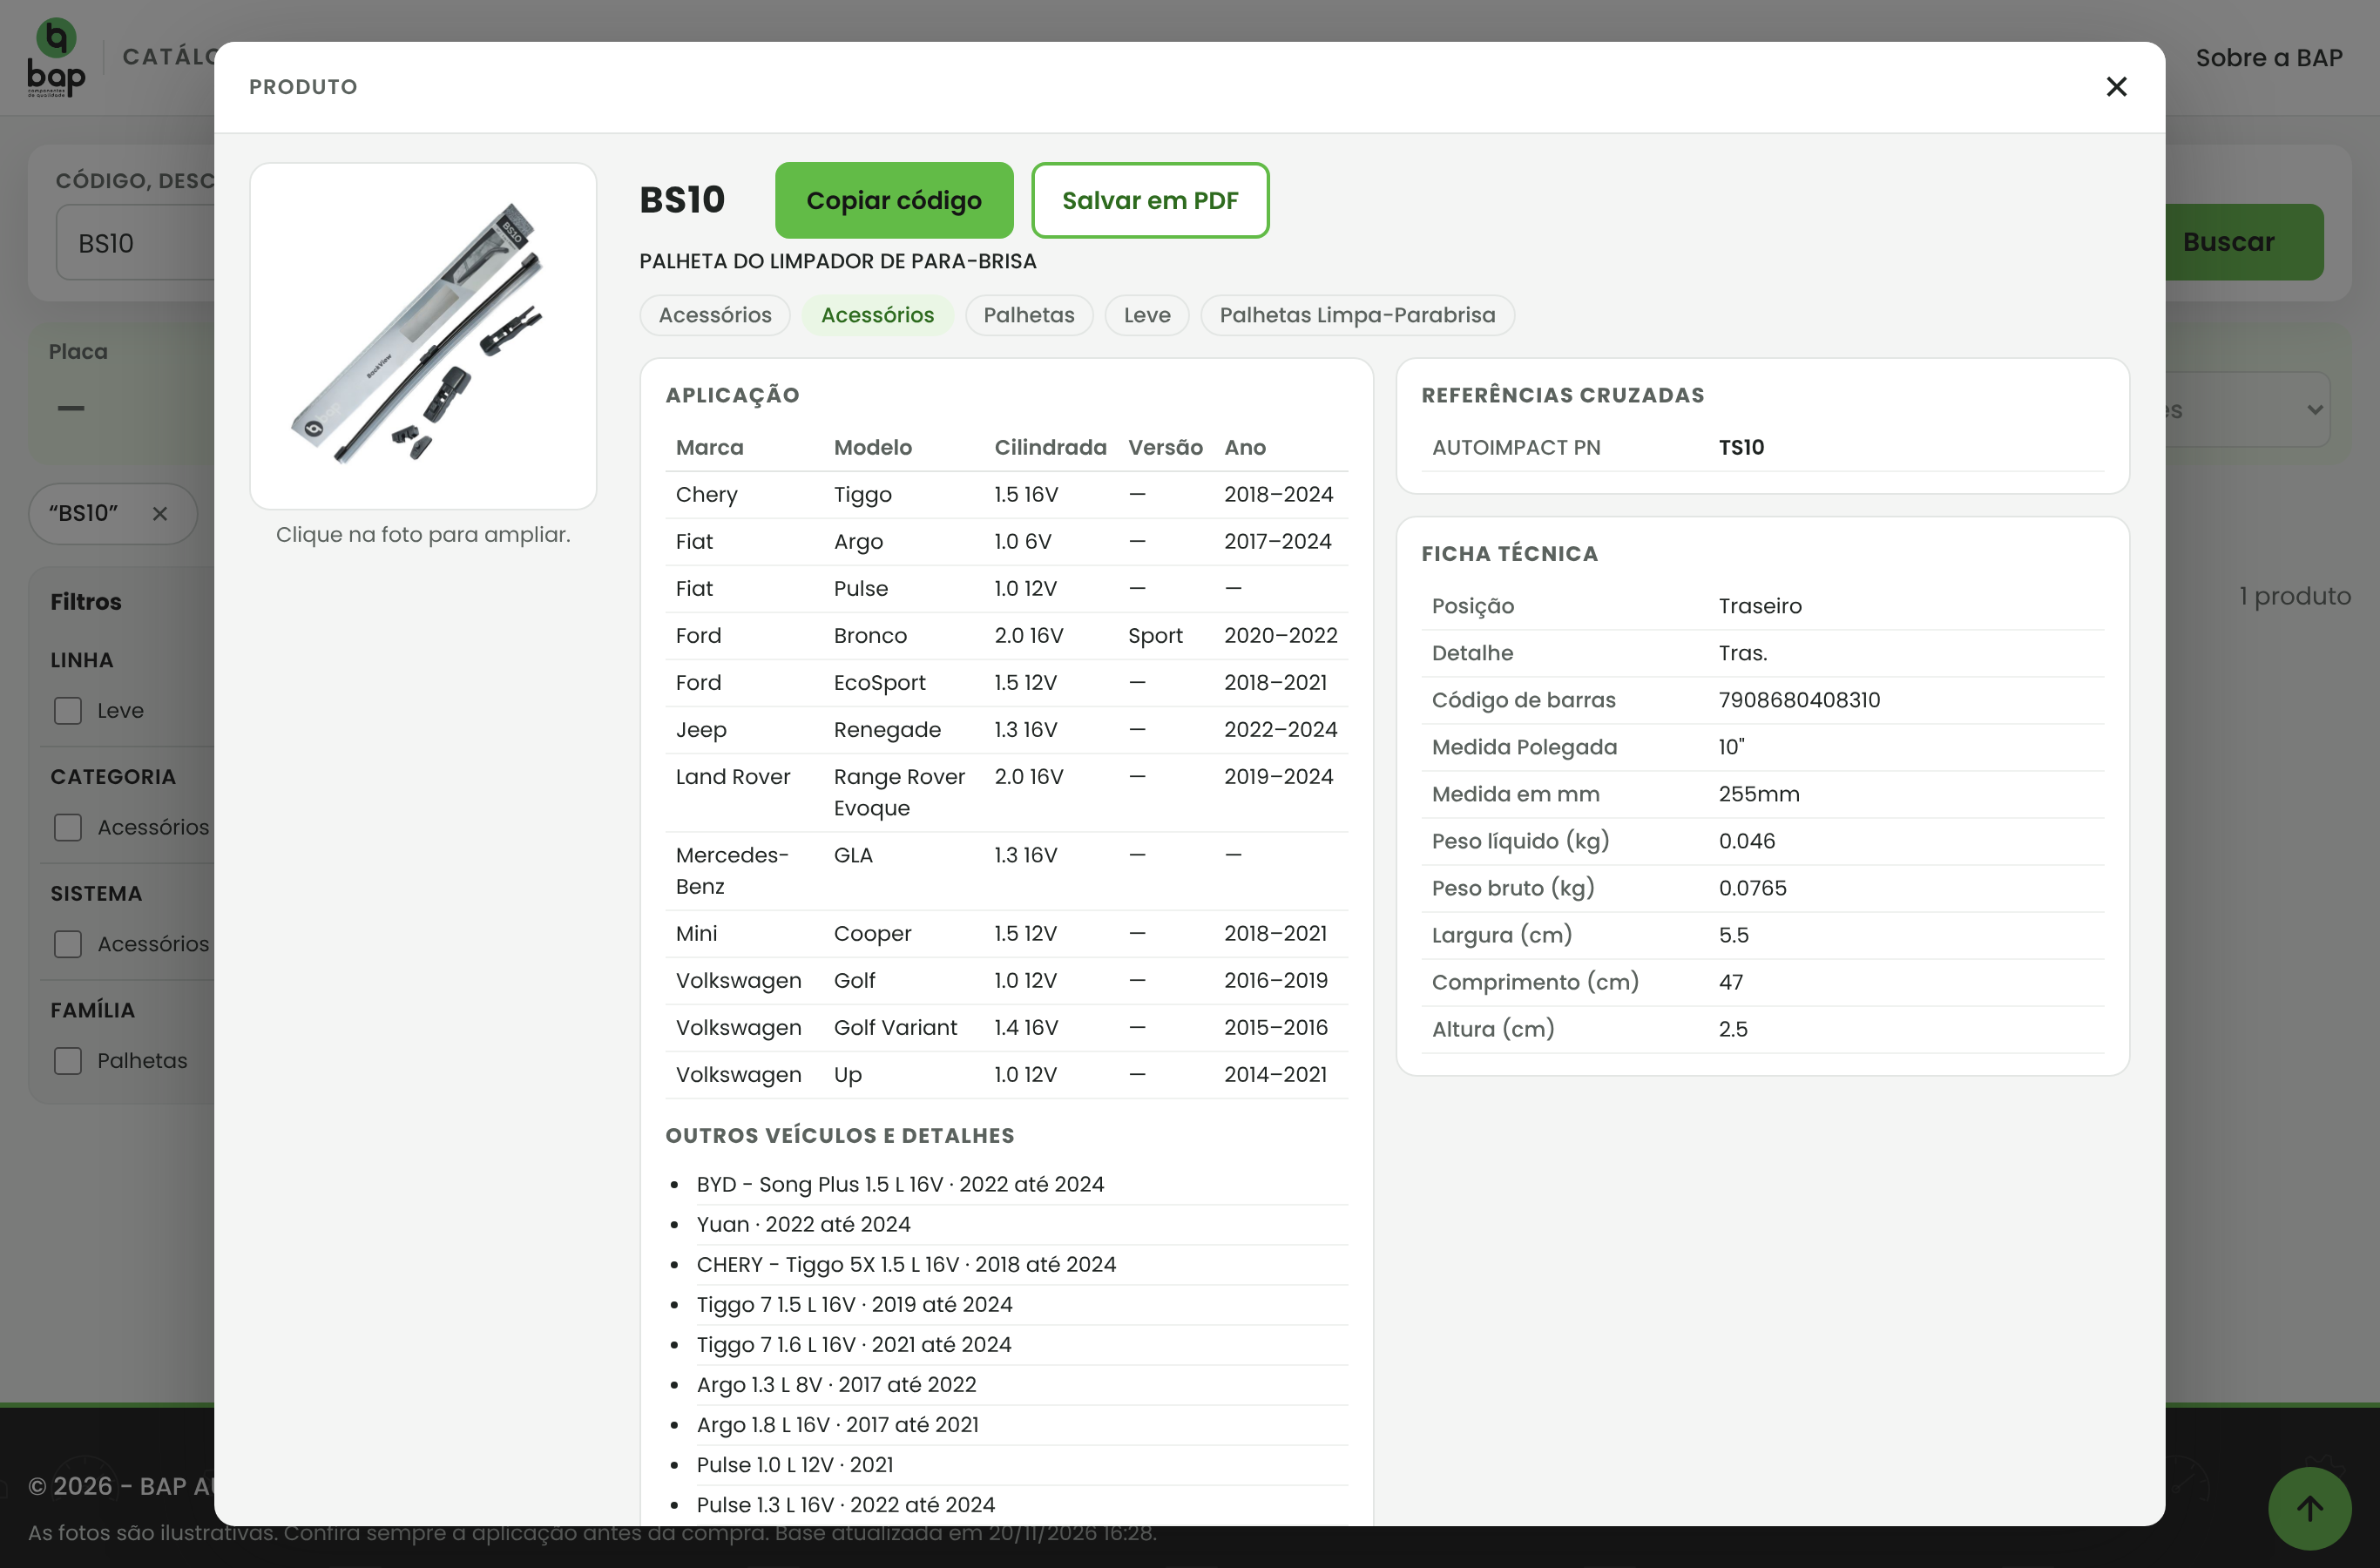 bap
componentes
de qualidade
CATÁLO
Sobre a BAP
PRODUTO
CÓDIGO, DESC
BS10
Buscar
Placa
—
es
“BS10”
1 produto
Filtros
LINHA
Leve
CATEGORIA
Acessórios
SISTEMA
Acessórios
FAMÍLIA
Palhetas
BS10
BackView
bap
Clique na foto para ampliar.
BS10
Copiar código
Salvar em PDF
PALHETA DO LIMPADOR DE PARA-BRISA
Acessórios Acessórios Palhetas Leve Palhetas Limpa-Parabrisa
APLICAÇÃO
Marca Modelo Cilindrada Versão Ano
Chery Tiggo 1.5 16V — 2018–2024
Fiat Argo 1.0 6V — 2017–2024
Fiat Pulse 1.0 12V — —
Ford Bronco 2.0 16V Sport 2020–2022
Ford EcoSport 1.5 12V — 2018–2021
Jeep Renegade 1.3 16V — 2022–2024
Land Rover Range Rover 2.0 16V — 2019–2024
Evoque
Mercedes- GLA 1.3 16V — —
Benz
Mini Cooper 1.5 12V — 2018–2021
Volkswagen Golf 1.0 12V — 2016–2019
Volkswagen Golf Variant 1.4 16V — 2015–2016
Volkswagen Up 1.0 12V — 2014–2021
OUTROS VEÍCULOS E DETALHES
• BYD - Song Plus 1.5 L 16V · 2022 até 2024
• Yuan · 2022 até 2024
• CHERY - Tiggo 5X 1.5 L 16V · 2018 até 2024
• Tiggo 7 1.5 L 16V · 2019 até 2024
• Tiggo 7 1.6 L 16V · 2021 até 2024
• Argo 1.3 L 8V · 2017 até 2022
• Argo 1.8 L 16V · 2017 até 2021
• Pulse 1.0 L 12V · 2021
• Pulse 1.3 L 16V · 2022 até 2024
REFERÊNCIAS CRUZADAS
AUTOIMPACT PN TS10
FICHA TÉCNICA
Posição Traseiro
Detalhe Tras.
Código de barras 7908680408310
Medida Polegada 10"
Medida em mm 255mm
Peso líquido (kg) 0.046
Peso bruto (kg) 0.0765
Largura (cm) 5.5
Comprimento (cm) 47
Altura (cm) 2.5
© 2026 - BAP AU
As fotos são ilustrativas. Confira sempre a aplicação antes da compra. Base atualizada em 20/11/2026 16:28.